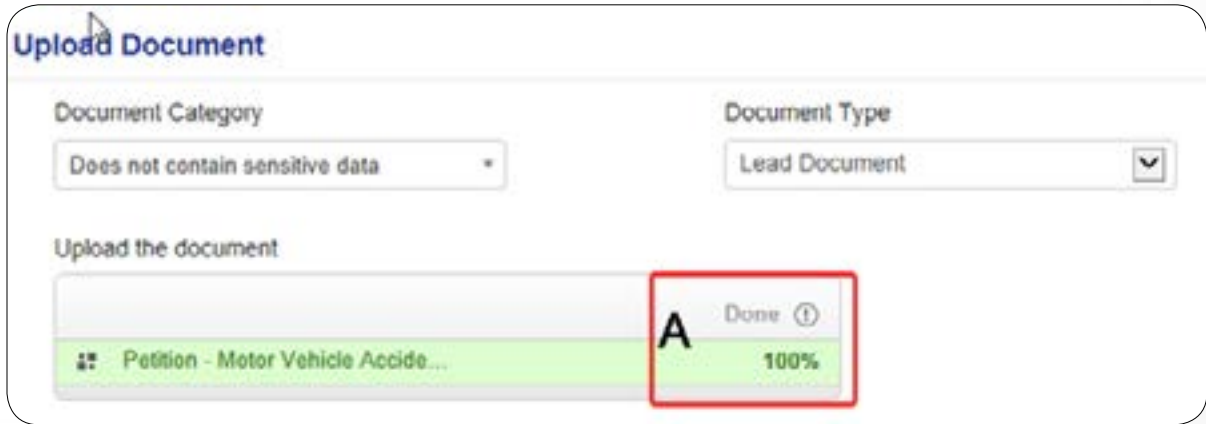 Upload Document
Document Category
Document Type
Does not contain sensitive data
Lead Document
Upload the document
A
Done
Petition - Motor Vehicle Accide...
100%